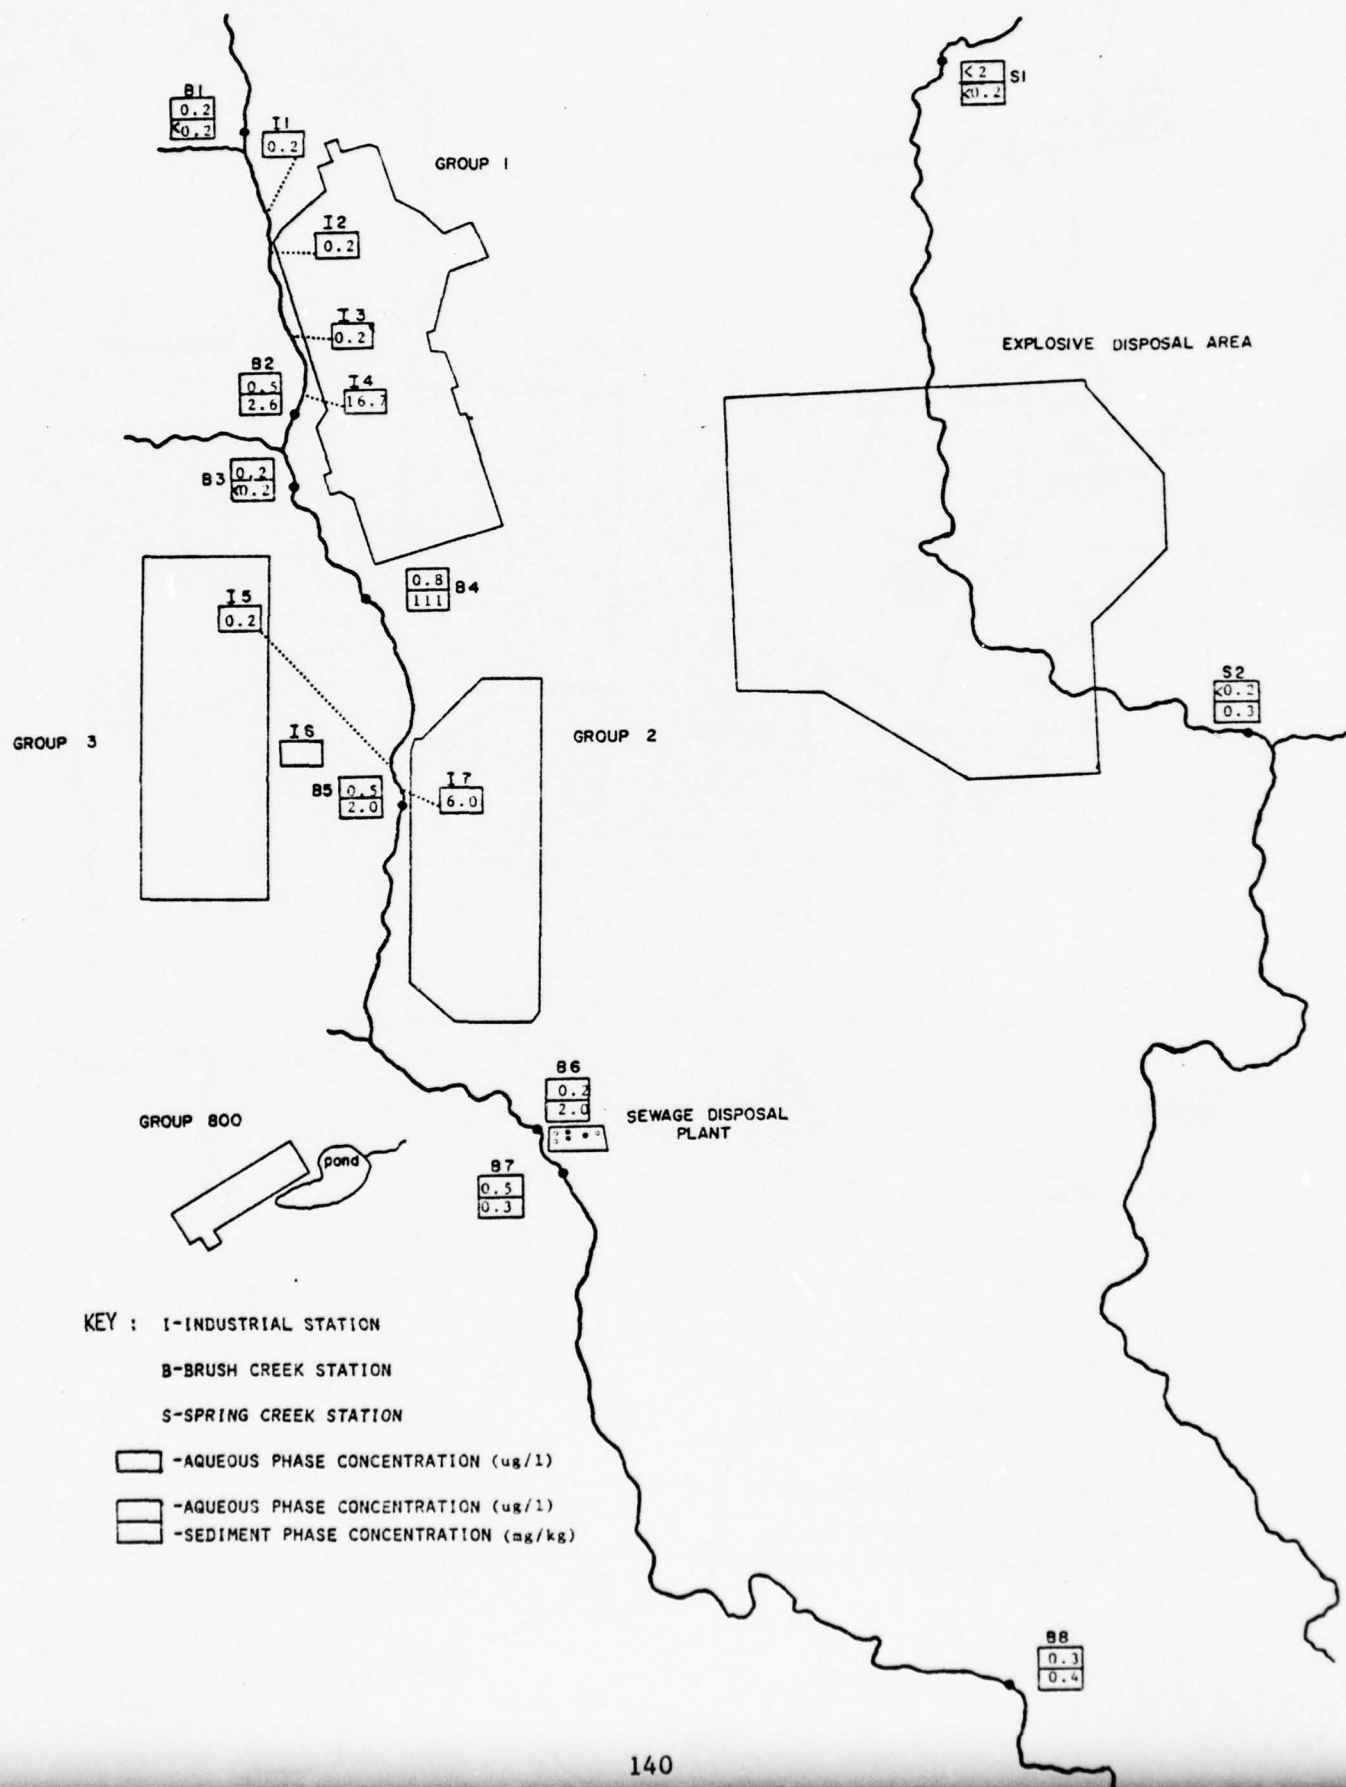 B1
0.2
<0.2
I1
0.2
GROUP 1
I2
0.2
I3
0.2
B2
0.5
2.6
I4
16.7
B3
0.2
<0.2
0.8
111
B4
I5
0.2
GROUP 3
I6
GROUP 2
B5
0.5
2.0
I7
6.0
<2
<0.2
S1
EXPLOSIVE DISPOSAL AREA
S2
<0.2
0.3
B6
0.2
2.0
SEWAGE DISPOSAL
PLANT
GROUP 800
pond
B7
0.5
0.3
KEY : I-INDUSTRIAL STATION
B-BRUSH CREEK STATION
S-SPRING CREEK STATION
-AQUEOUS PHASE CONCENTRATION (ug/l)
-AQUEOUS PHASE CONCENTRATION (ug/l)
-SEDIMENT PHASE CONCENTRATION (mg/kg)
B8
0.3
0.4
140